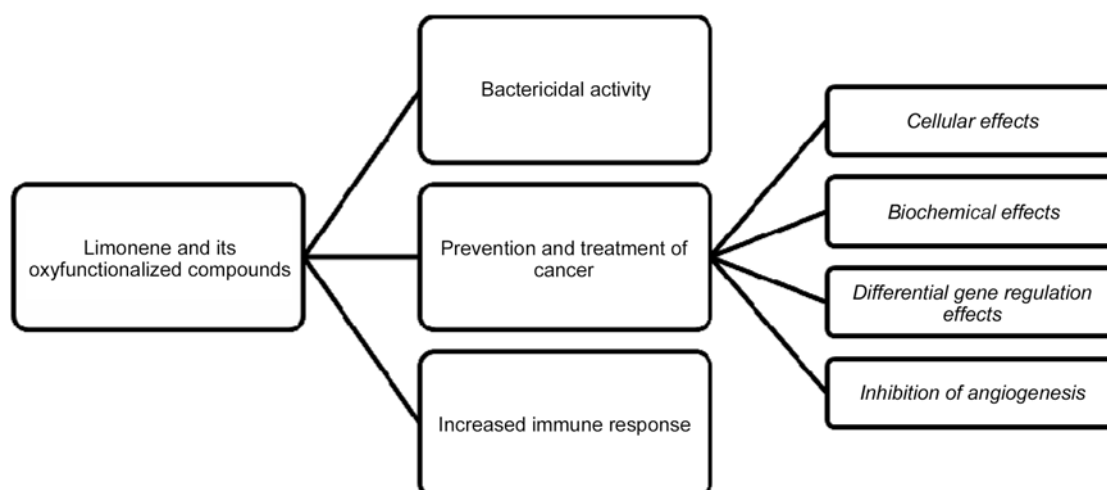 Limonene and its
oxyfunctionalized compounds
Bactericidal activity
Prevention and treatment of
cancer
Increased immune response
Cellular effects
Biochemical effects
Differential gene regulation
effects
Inhibition of angiogenesis